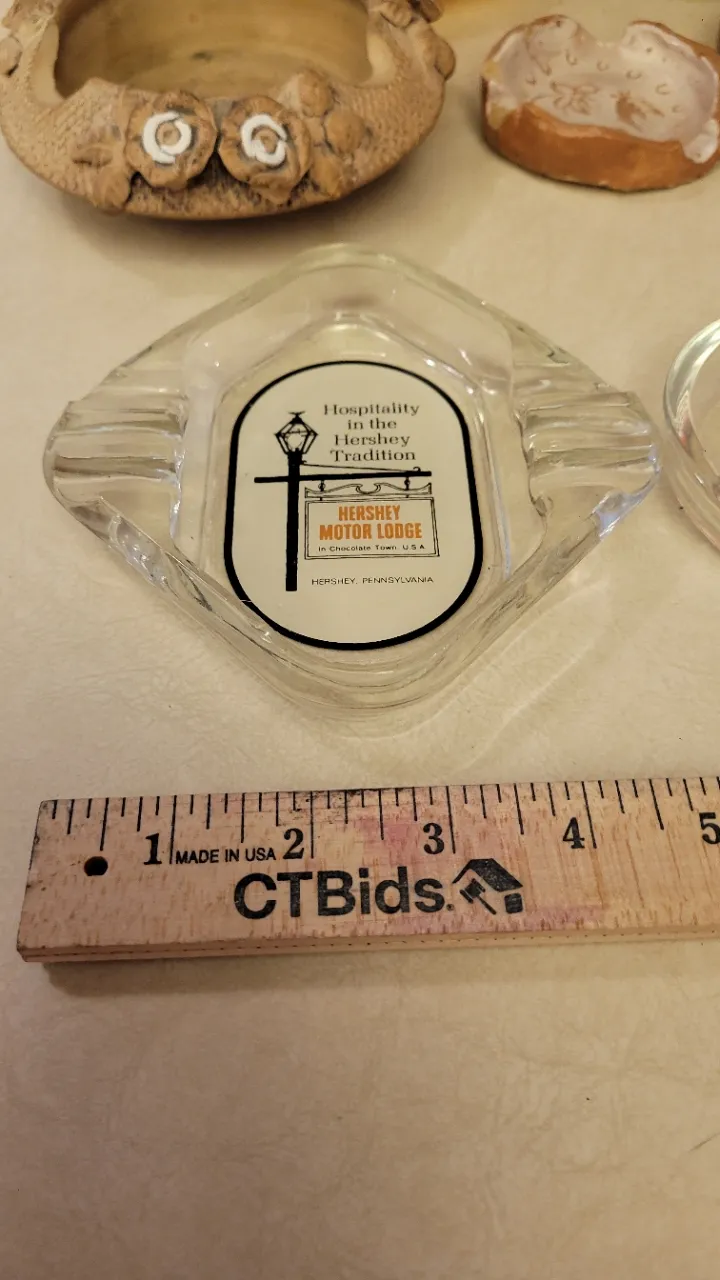 Hospitality
in the
Hershey
Tradition
HERSHEY
MOTOR LODGE
In Chocolate Town, U.S.A.
HERSHEY, PENNSYLVANIA
1 MADE IN USA 2 3 4 5
CTBids.